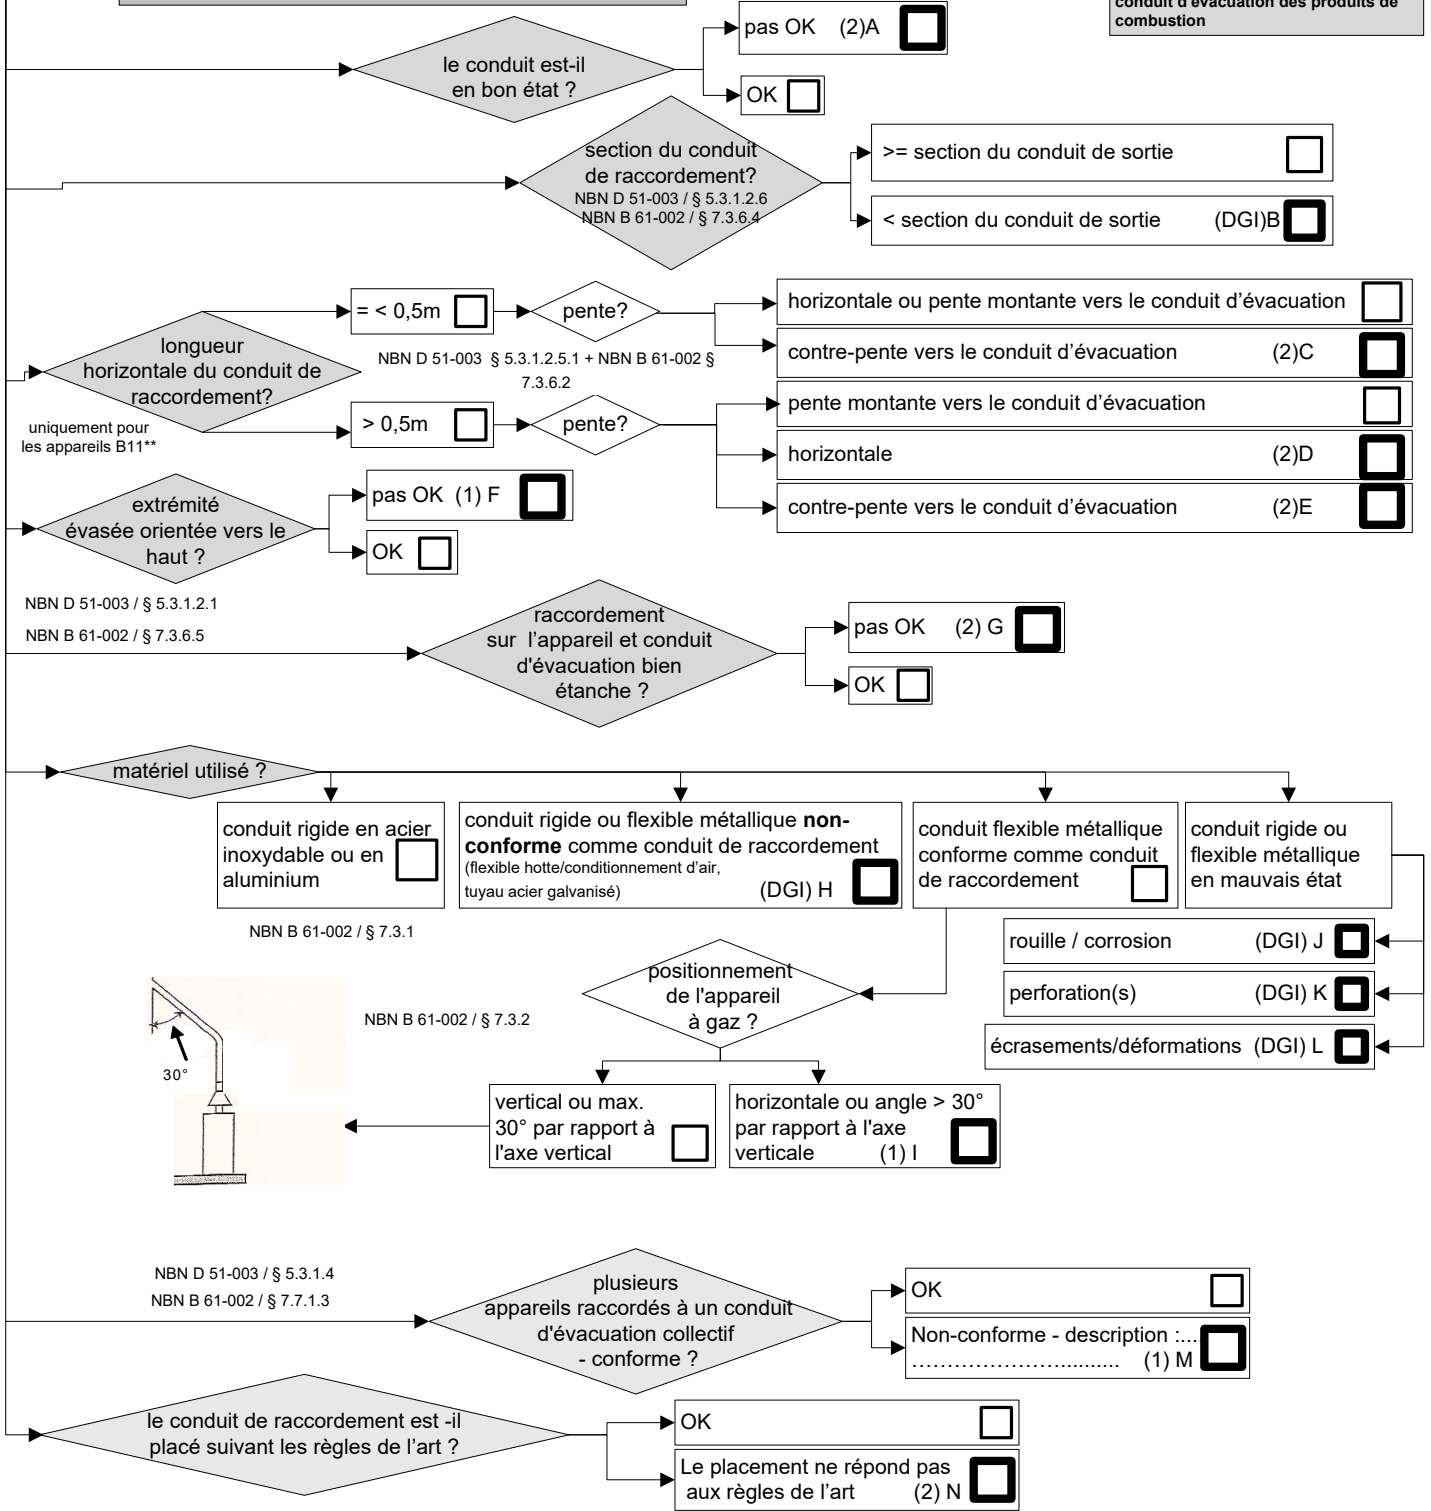 conduit d'évacuation des produits de
combustion
le conduit est-il
en bon état ?
pas OK (2)A
OK
section du conduit
de raccordement?
NBN D 51-003 / § 5.3.1.2.6
NBN B 61-002 / § 7.3.6.4
>= section du conduit de sortie
< section du conduit de sortie (DGI)B
longueur
horizontale du conduit de
raccordement?
uniquement pour
les appareils B11**
= < 0,5m
pente?
horizontale ou pente montante vers le conduit d'évacuation
contre-pente vers le conduit d'évacuation (2)C
NBN D 51-003 § 5.3.1.2.5.1 + NBN B 61-002 §
7.3.6.2
> 0,5m
pente?
pente montante vers le conduit d'évacuation
horizontale (2)D
contre-pente vers le conduit d'évacuation (2)E
extrémité
évasée orientée vers le
haut ?
pas OK (1) F
OK
NBN D 51-003 / § 5.3.1.2.1
NBN B 61-002 / § 7.3.6.5
raccordement
sur l'appareil et conduit
d'évacuation bien
étanche ?
pas OK (2) G
OK
matériel utilisé ?
conduit rigide en acier
inoxydable ou en
aluminium
NBN B 61-002 / § 7.3.1
conduit rigide ou flexible métallique non-
conforme comme conduit de raccordement
(flexible hotte/conditionnement d'air,
tuyau acier galvanisé) (DGI) H
conduit flexible métallique
conforme comme conduit
de raccordement
conduit rigide ou
flexible métallique
en mauvais état
rouille / corrosion (DGI) J
perforation(s) (DGI) K
écrasements/déformations (DGI) L
positionnement
de l'appareil
à gaz ?
NBN B 61-002 / § 7.3.2
30°
vertical ou max.
30° par rapport à
l'axe vertical
horizontale ou angle > 30°
par rapport à l'axe
verticale (1) I
NBN D 51-003 / § 5.3.1.4
NBN B 61-002 / § 7.7.1.3
plusieurs
appareils raccordés à un conduit
d'évacuation collectif
- conforme ?
OK
Non-conforme - description :....
…………………….......... (1) M
le conduit de raccordement est -il
placé suivant les règles de l'art ?
OK
Le placement ne répond pas
aux règles de l'art (2) N